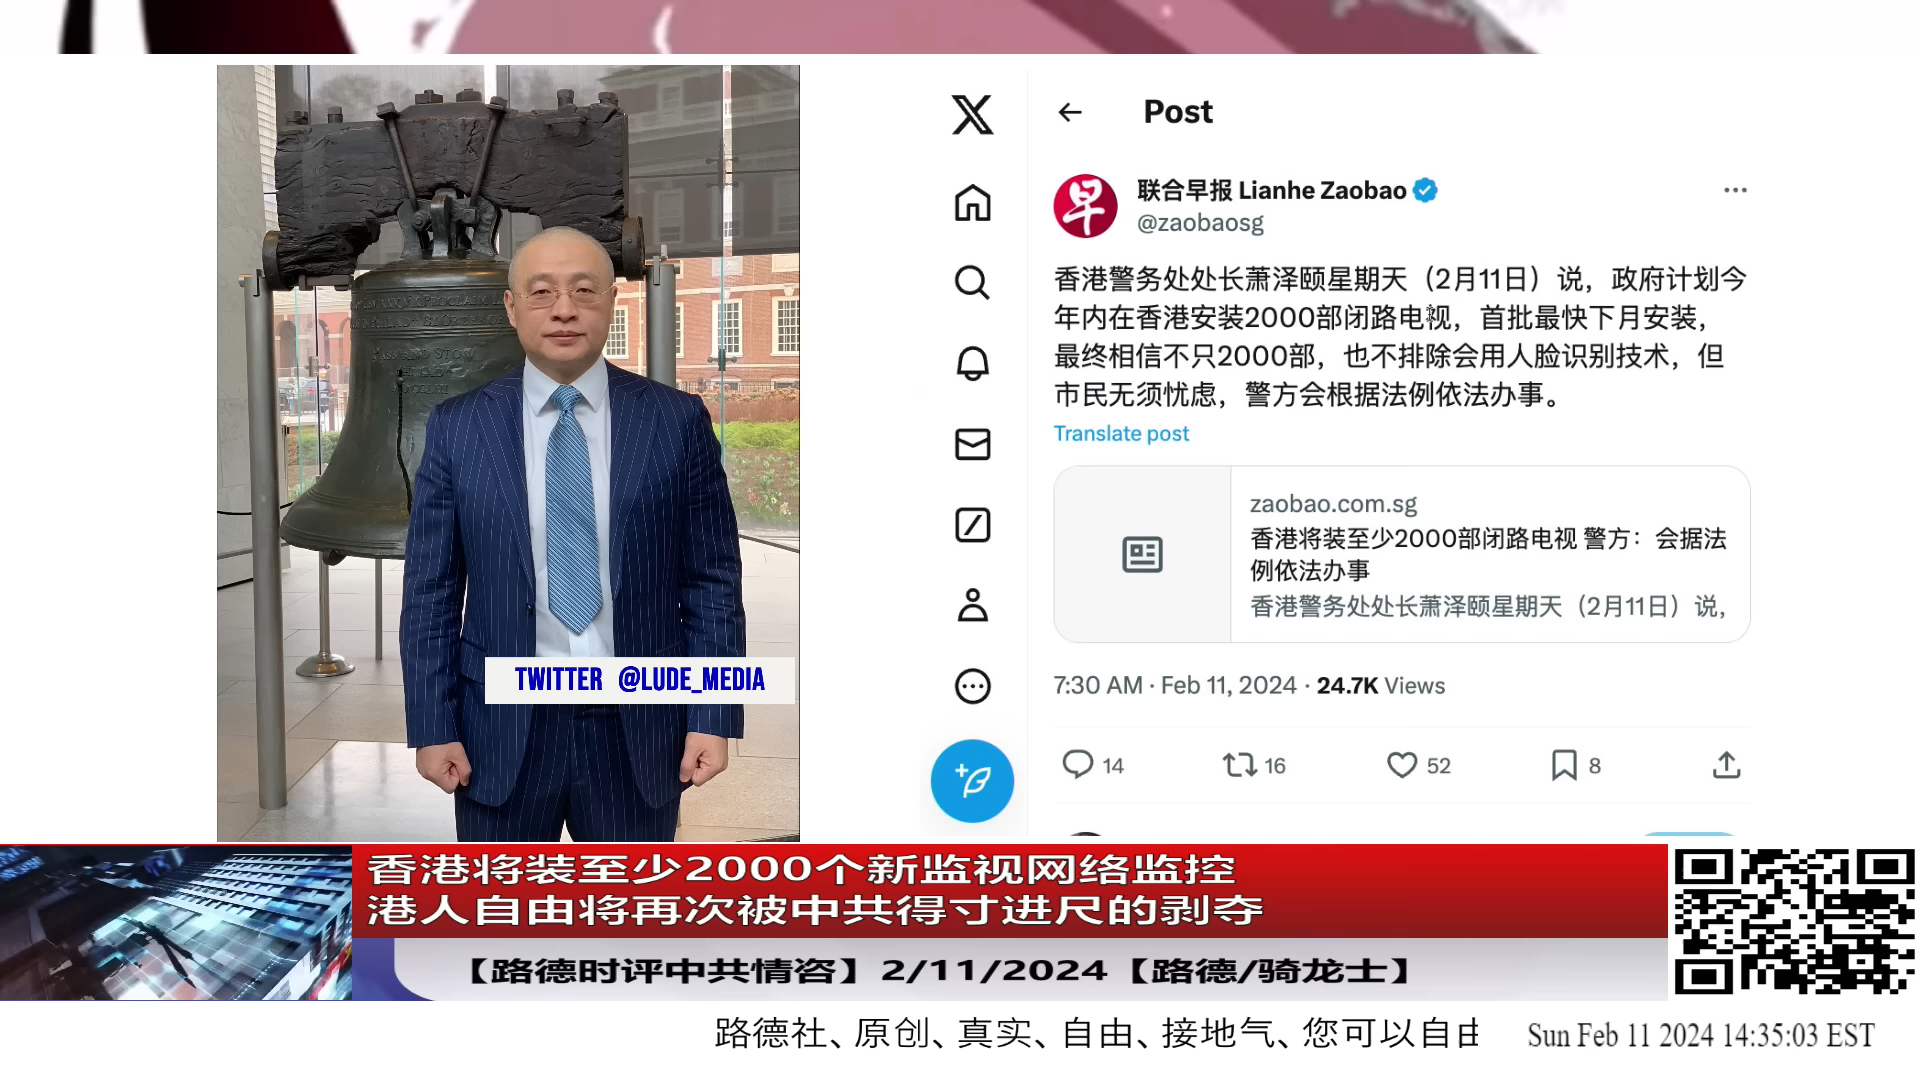 PASS AND STOW
TWITTER @LUDE_MEDIA
Post
联合早报 Lianhe Zaobao
@zaobaosg
香港警务处处长萧泽颐星期天（2月11日）说，政府计划今
年内在香港安装2000部闭路电视，首批最快下月安装，
最终相信不只2000部，也不排除会用人脸识别技术，但
市民无须忧虑，警方会根据法例依法办事。
Translate post
zaobao.com.sg
香港将装至少2000部闭路电视 警方：会据法
例依法办事
香港警务处处长萧泽颐星期天（2月11日）说，
7:30 AM · Feb 11, 2024 · 24.7K Views
14
16
52
8
香港将装至少2000个新监视网络监控
港人自由将再次被中共得寸进尺的剥夺
【路德时评中共情咨】2/11/2024【路德/骑龙士】
路德社、原创、真实、自由、接地气、您可以自由
Sun Feb 11 2024 14:35:03 EST